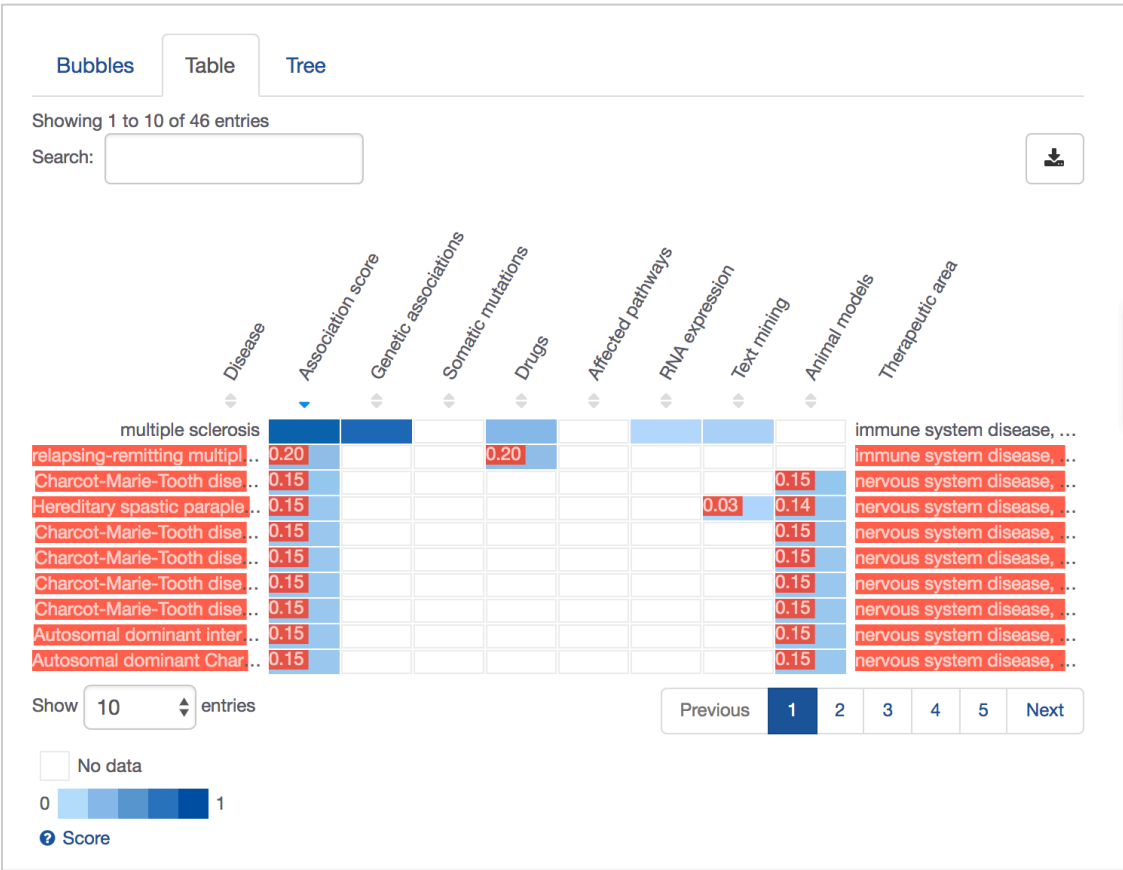 Bubbles Table Tree
Showing 1 to 10 of 46 entries
Search:
Disease Association score Genetic associations Somatic mutations Drugs Affected pathways RNA expression Text mining Animal models Therapeutic area
multiple sclerosis immune system disease, ...
relapsing-remitting multipl... 0.20 0.20 immune system disease, ...
Charcot-Marie-Tooth dise... 0.15 0.15 nervous system disease, ...
Hereditary spastic paraple... 0.15 0.03 0.14 nervous system disease, ...
Charcot-Marie-Tooth dise... 0.15 0.15 nervous system disease, ...
Charcot-Marie-Tooth dise... 0.15 0.15 nervous system disease, ...
Charcot-Marie-Tooth dise... 0.15 0.15 nervous system disease, ...
Charcot-Marie-Tooth dise... 0.15 0.15 nervous system disease, ...
Autosomal dominant inter... 0.15 0.15 nervous system disease, ...
Autosomal dominant Char... 0.15 0.15 nervous system disease, ...
Show 10 entries Previous 1 2 3 4 5 Next
No data
0 1
? Score